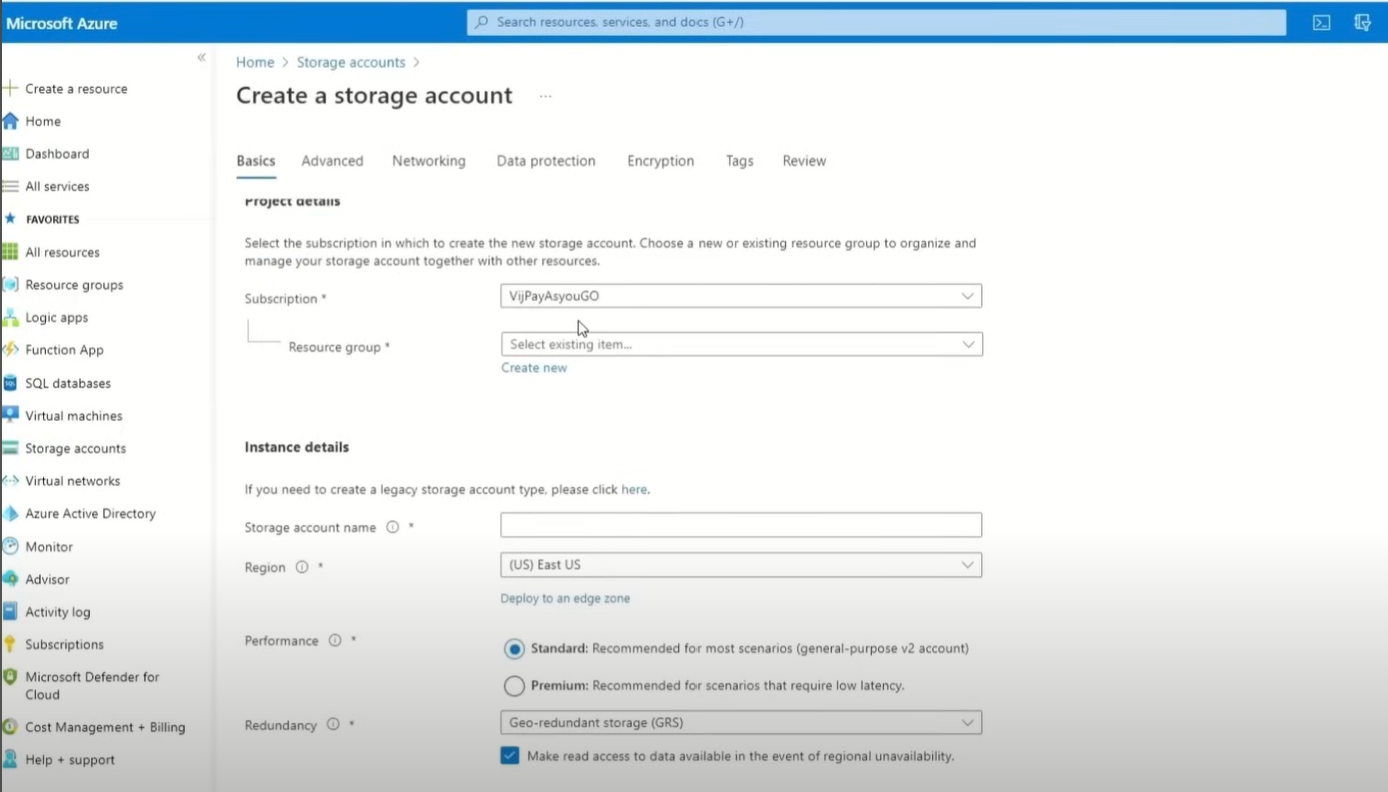 Microsoft Azure
Search resources, services, and docs (G+/)
«
Create a resource
Home
Dashboard
All services
FAVORITES
All resources
Resource groups
Logic apps
Function App
SQL databases
Virtual machines
Storage accounts
Virtual networks
Azure Active Directory
Monitor
Advisor
Activity log
Subscriptions
Microsoft Defender for
Cloud
Cost Management + Billing
Help + support
Home > Storage accounts >
Create a storage account ...
Basics Advanced Networking Data protection Encryption Tags Review
Project details
Select the subscription in which to create the new storage account. Choose a new or existing resource group to organize and
manage your storage account together with other resources.
Subscription * VijPayAsyouGO
Resource group * Select existing item...
Create new
Instance details
If you need to create a legacy storage account type, please click here.
Storage account name *
Region * (US) East US
Deploy to an edge zone
Performance * Standard: Recommended for most scenarios (general-purpose v2 account)
Premium: Recommended for scenarios that require low latency.
Redundancy * Geo-redundant storage (GRS)
Make read access to data available in the event of regional unavailability.